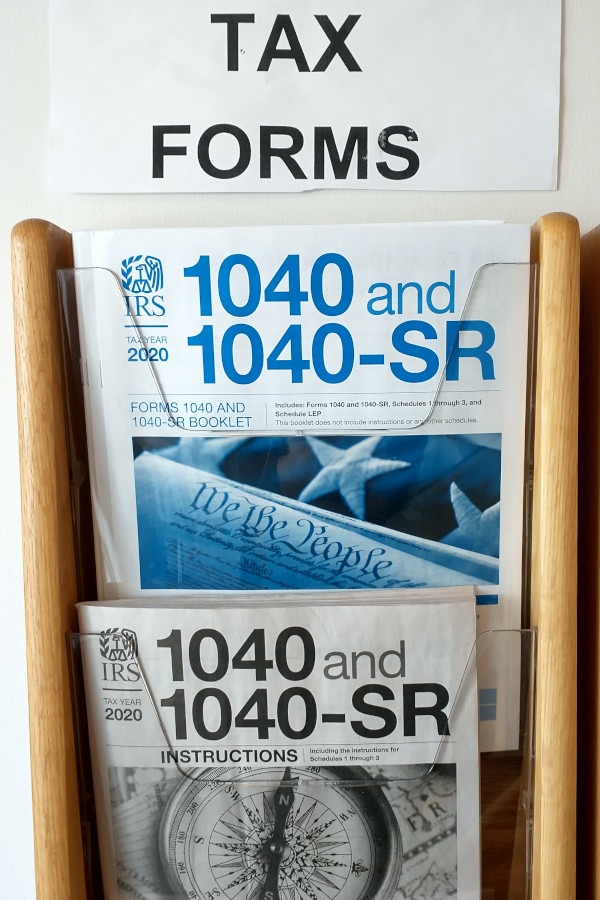 TAX
FORMS
IRS
TAX YEAR
2020
1040 and
1040-SR
FORMS 1040 AND
1040-SR BOOKLET
Includes: Forms 1040 and 1040-SR, Schedules 1 through 3, and
Schedule LEP
This booklet does not include instructions or any other schedules.
We the People
IRS
TAX YEAR
2020
1040 and
1040-SR
INSTRUCTIONS
Including the instructions for
Schedules 1 through 3
N
S
SW